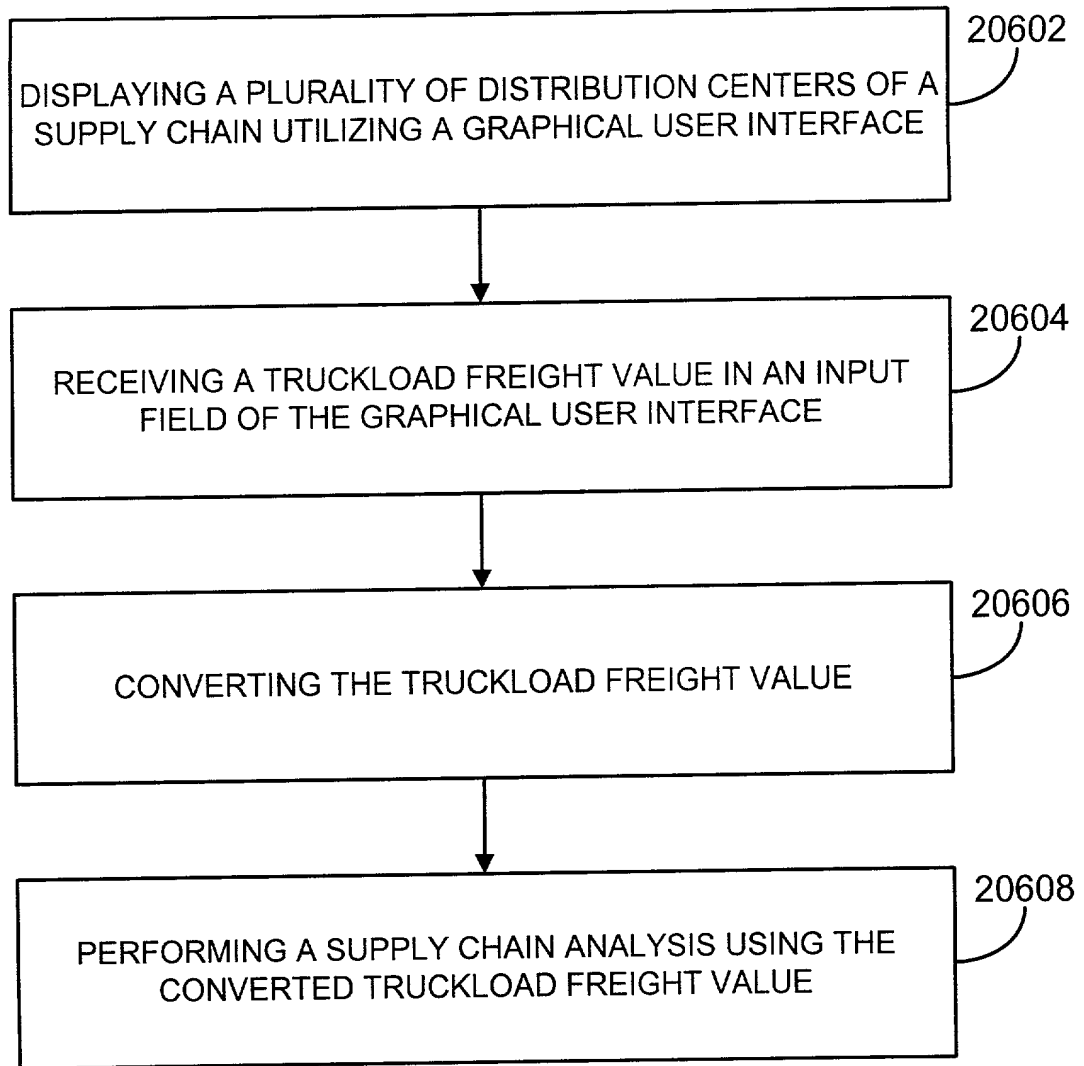 20602
DISPLAYING A PLURALITY OF DISTRIBUTION CENTERS OF A
SUPPLY CHAIN UTILIZING A GRAPHICAL USER INTERFACE
20604
RECEIVING A TRUCKLOAD FREIGHT VALUE IN AN INPUT
FIELD OF THE GRAPHICAL USER INTERFACE
20606
CONVERTING THE TRUCKLOAD FREIGHT VALUE
20608
PERFORMING A SUPPLY CHAIN ANALYSIS USING THE
CONVERTED TRUCKLOAD FREIGHT VALUE